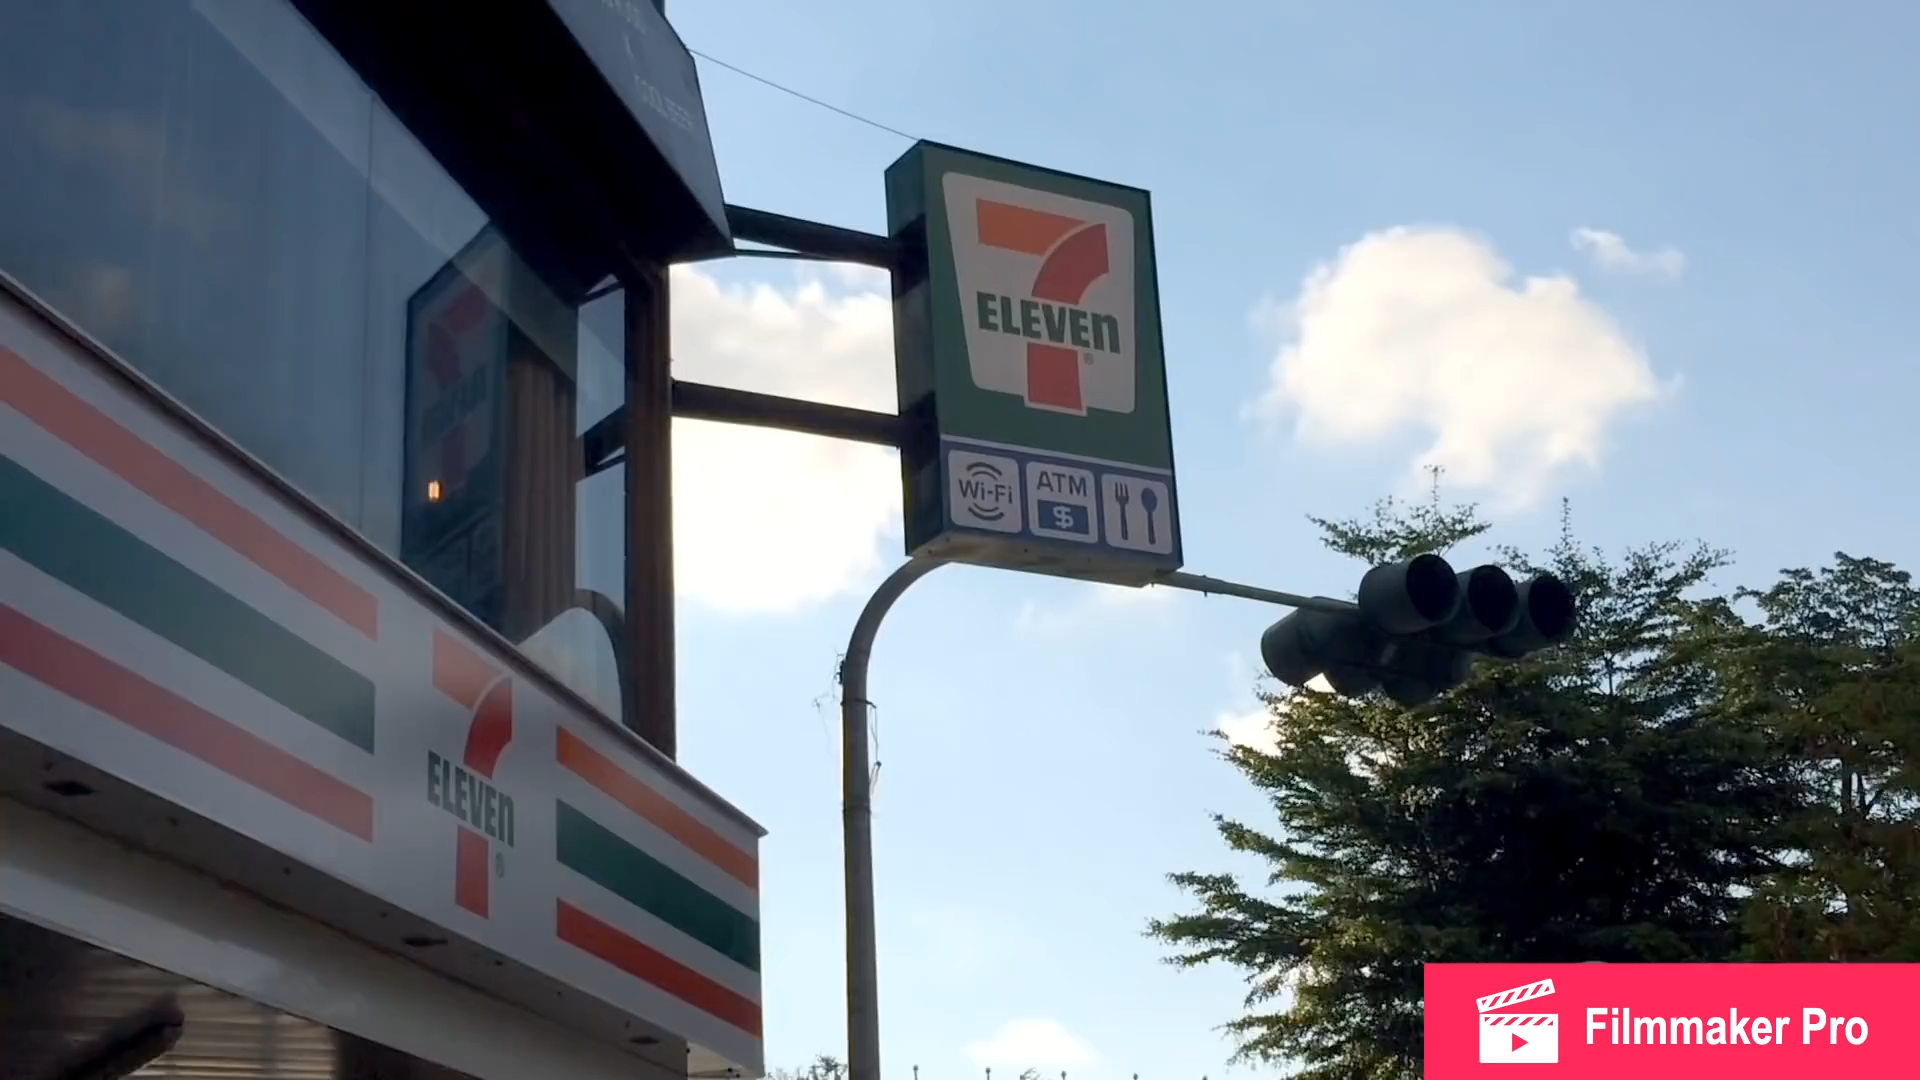 7
ELEVEn
®
Wi-Fi
ATM
$
7
ELEVEn
®
Filmmaker Pro